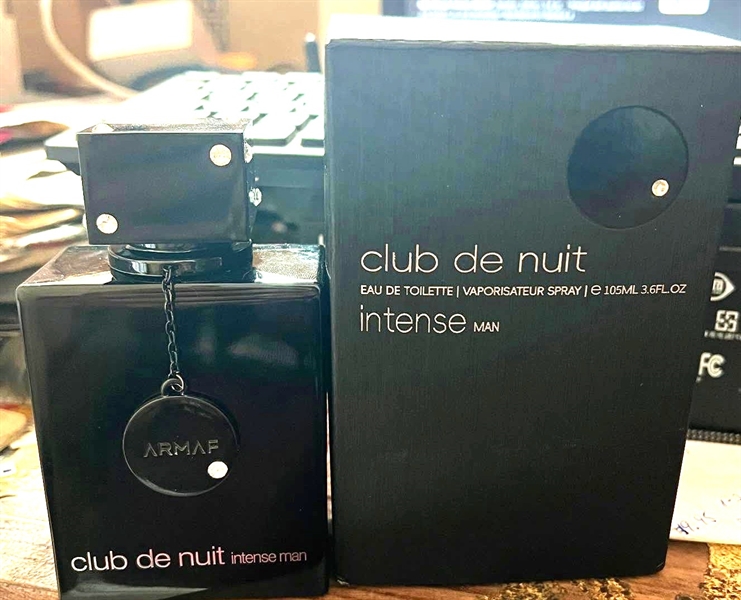 club de nuit
EAU DE TOILETTE | VAPORISATEUR SPRAY | e 105ML 3.6FL.OZ
intense MAN
ARMAF
club de nuit intense man
FC